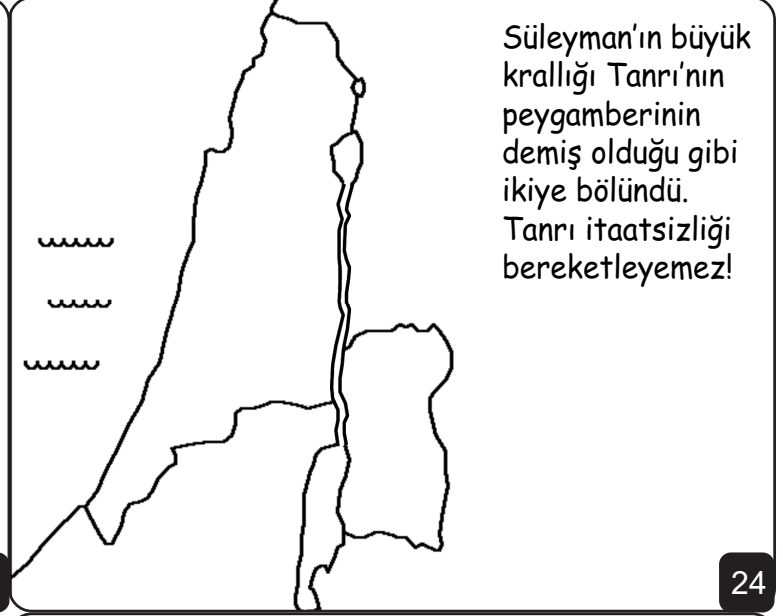 Süleyman'ın büyük
krallığı Tanrı'nın
peygamberinin
demiş olduğu gibi
ikiye bölündü.
Tanrı itaatsizliği
bereketleyemez!
24